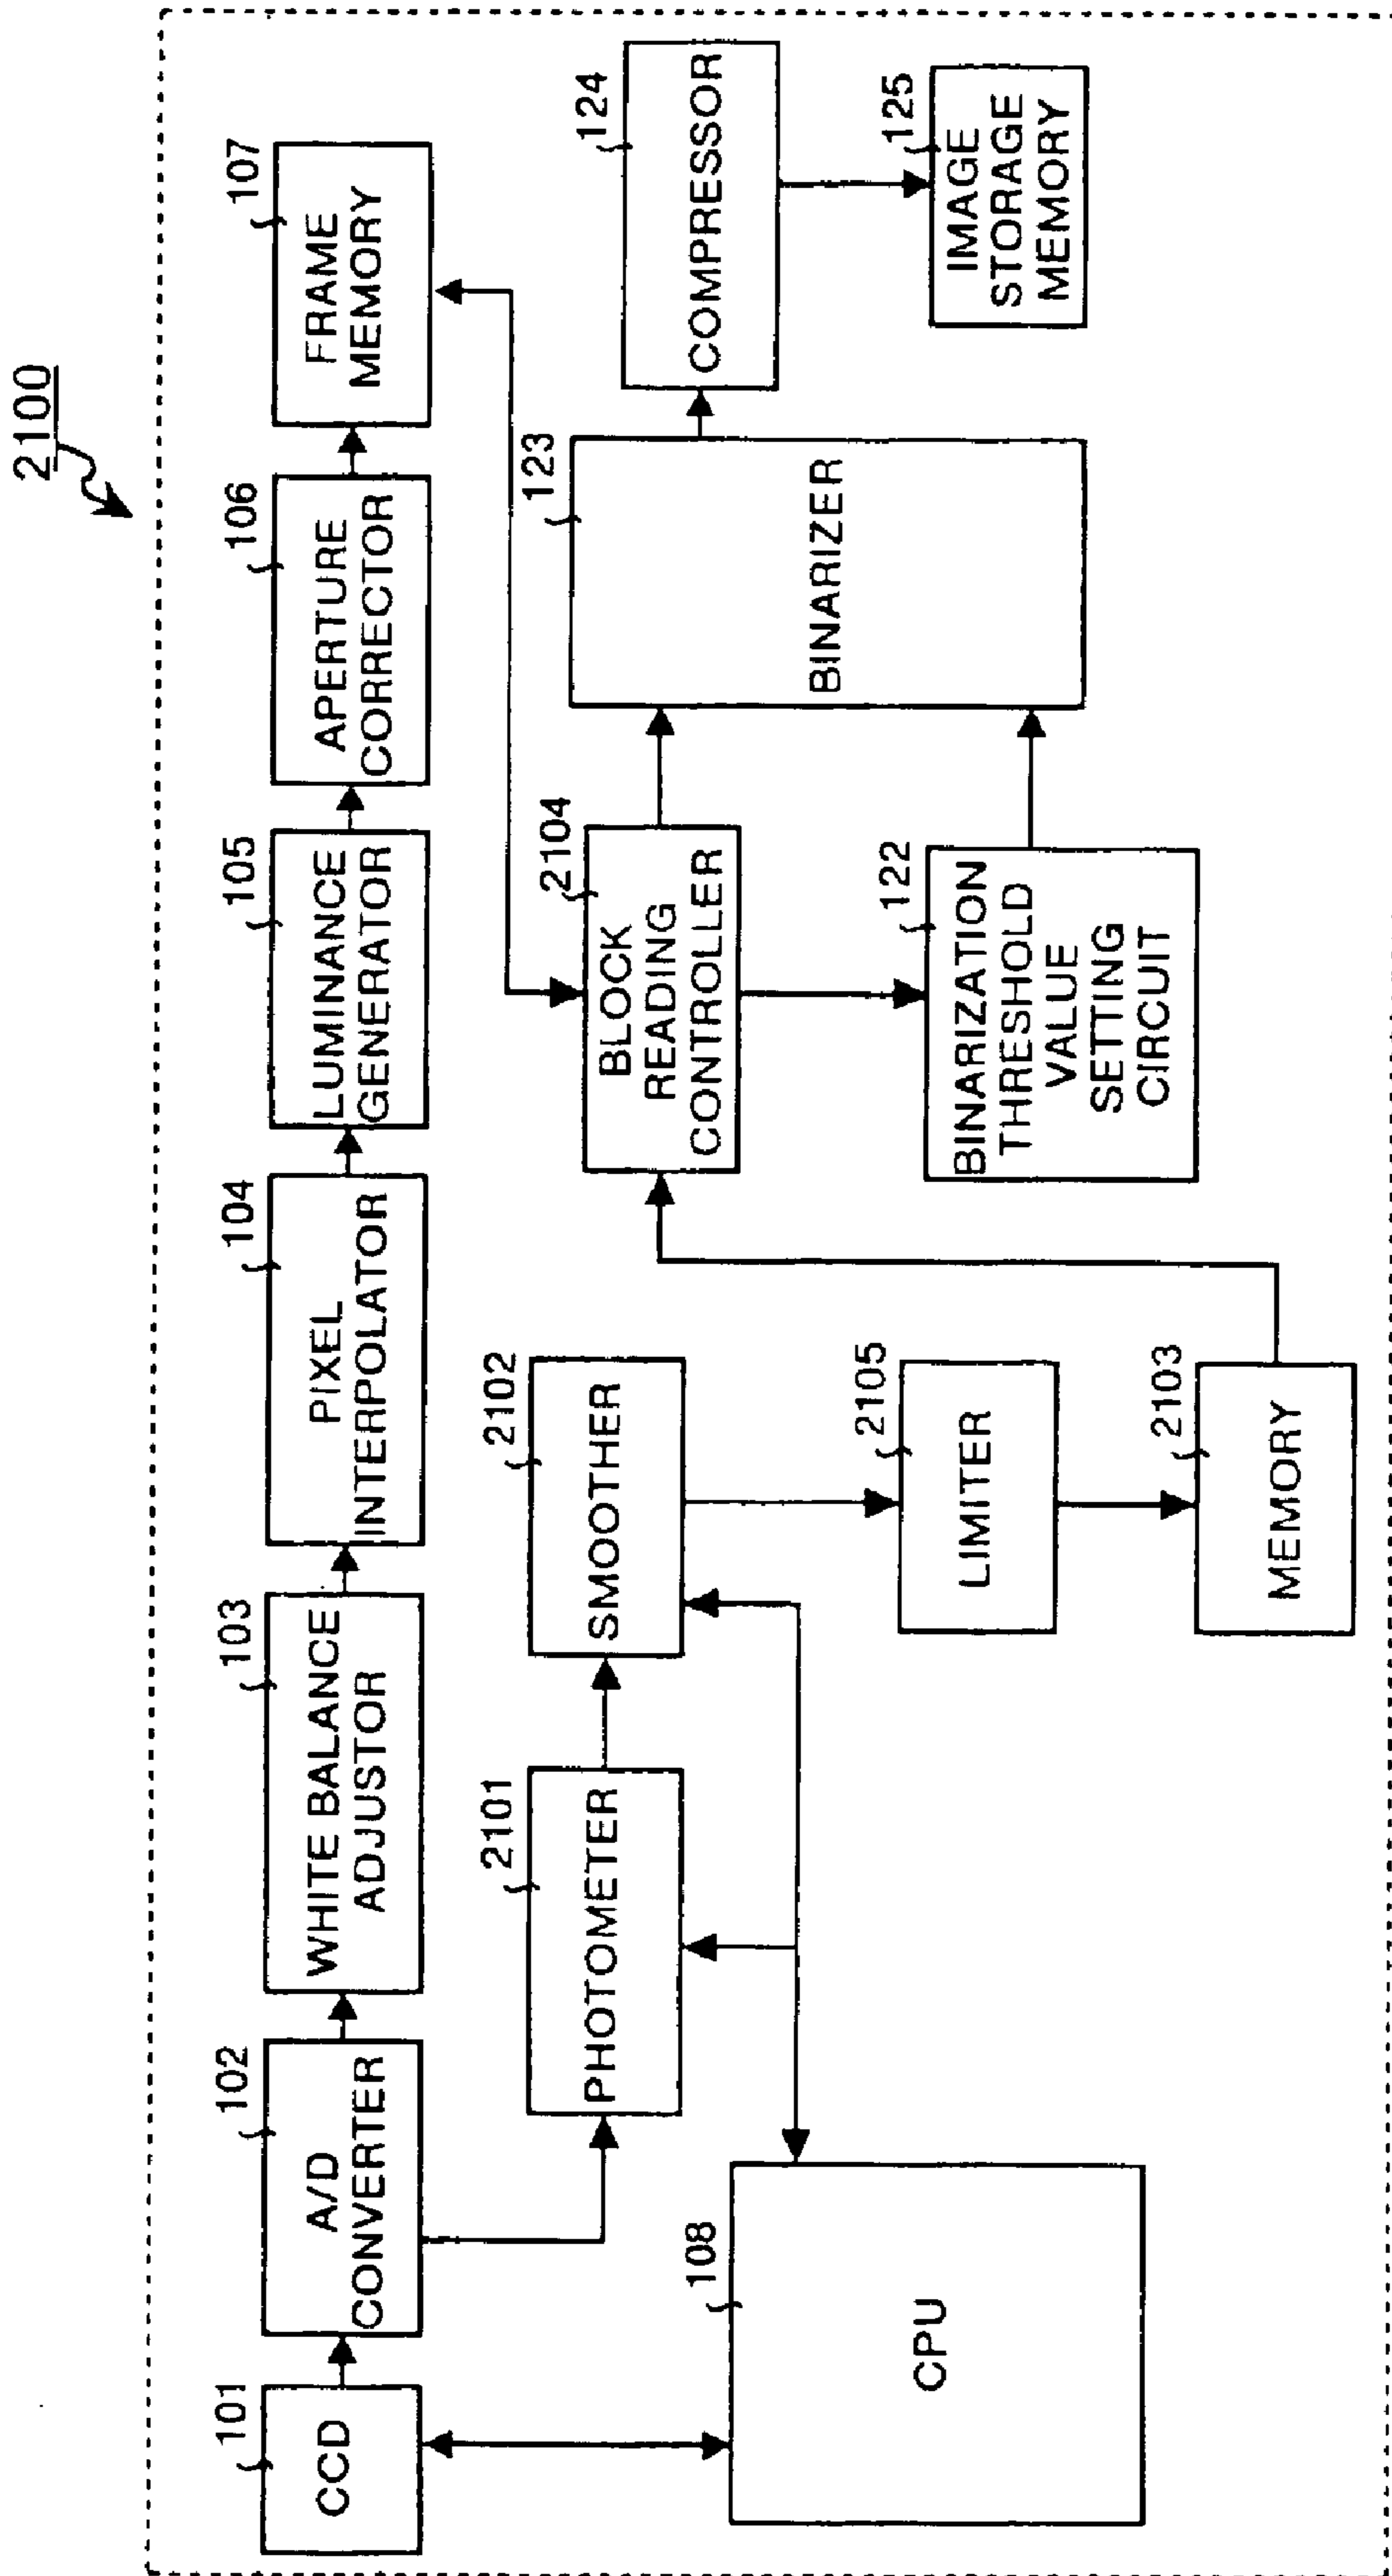 2100
101
CCD
102
A/D
CONVERTER
103
WHITE BALANCE
ADJUSTOR
104
PIXEL
INTERPOLATOR
105
LUMINANCE
GENERATOR
106
APERTURE
CORRECTOR
107
FRAME
MEMORY
108
CPU
2101
PHOTOMETER
2102
SMOOTHER
2105
LIMITER
2103
MEMORY
2104
BLOCK
READING
CONTROLLER
122
BINARIZATION
THRESHOLD
VALUE
SETTING
CIRCUIT
123
BINARIZER
124
COMPRESSOR
125
IMAGE
STORAGE
MEMORY